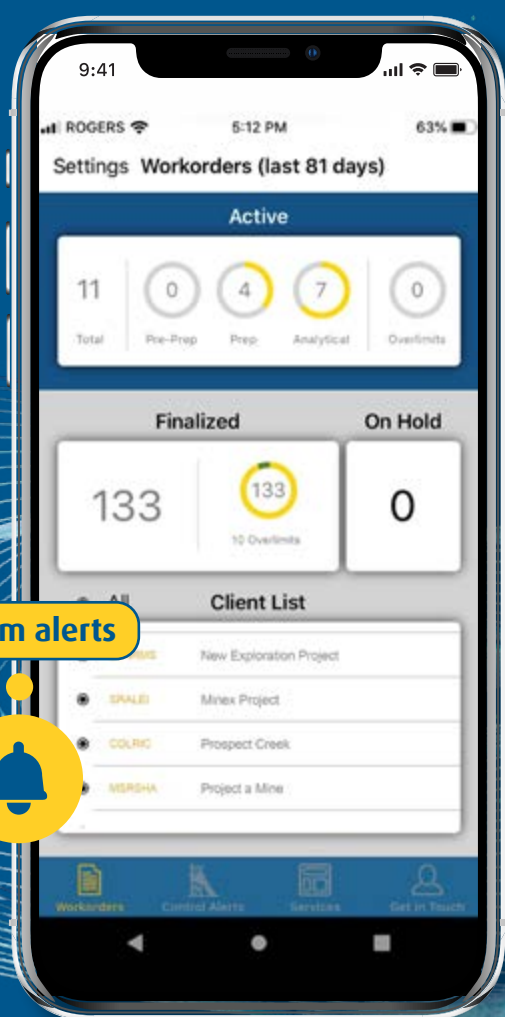 9:41
ROGERS 5:12 PM 63%
Settings Workorders (last 81 days)
Active
11 0 4 7 0
Total Pre-Prep Prep Analytical Overlimits
Finalized On Hold
133 133 0
10 Overlimits
All Client List
m alerts
New Exploration Project
SRALEI Minex Project
COLRIC Prospect Creek
MSRSHA Project a Mine
Workorders Control Alerts Services Get in Touch